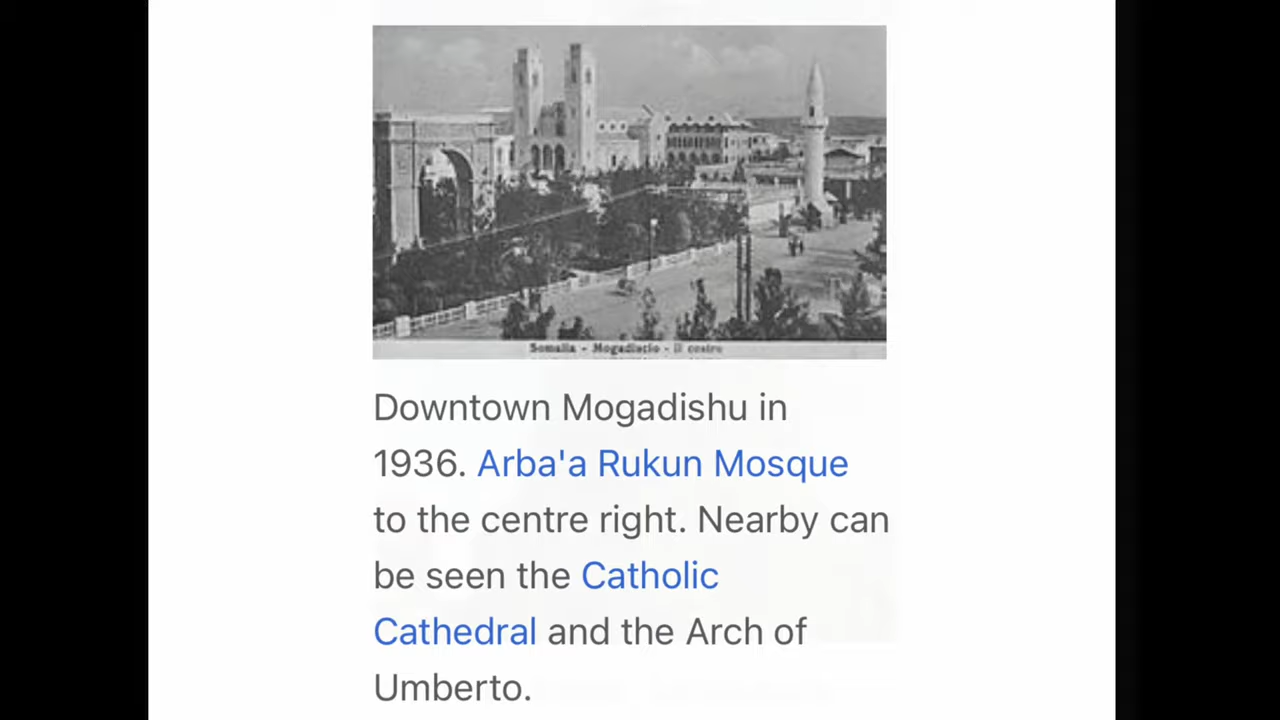 Somalia - Mogadiscio - Il centro
Downtown Mogadishu in
1936. Arba'a Rukun Mosque
to the centre right. Nearby can
be seen the Catholic
Cathedral and the Arch of
Umberto.